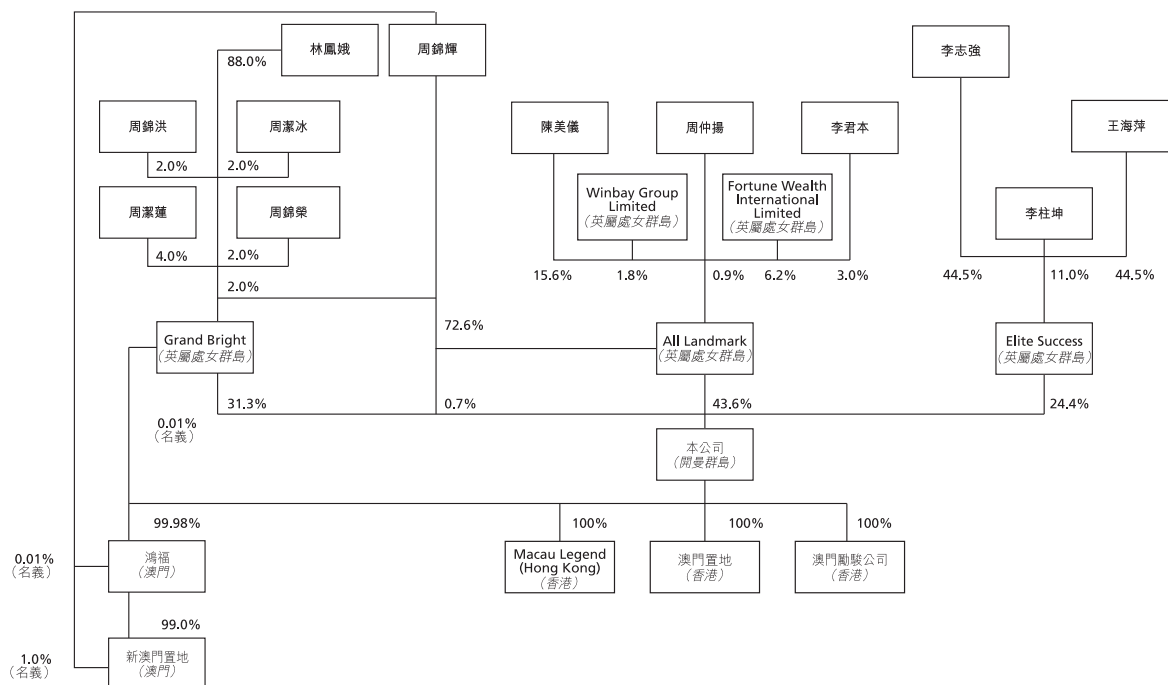 林鳳娥
周錦輝
李志強
88.0%
周錦洪
周潔冰
陳美儀
周仲揚
李君本
王海萍
2.0%
2.0%
Winbay Group
Limited
（英屬處女群島）
Fortune Wealth
International
Limited
（英屬處女群島）
周潔蓮
周錦榮
李柱坤
4.0%
2.0%
15.6%
1.8%
0.9%
6.2%
3.0%
44.5%
11.0%
44.5%
2.0%
72.6%
Grand Bright
（英屬處女群島）
All Landmark
（英屬處女群島）
Elite Success
（英屬處女群島）
31.3%
0.7%
43.6%
24.4%
0.01%
（名義）
本公司
（開曼群島）
99.98%
100%
100%
100%
0.01%
（名義）
鴻福
（澳門）
Macau Legend
(Hong Kong)
（香港）
澳門置地
（香港）
澳門勵駿公司
（香港）
99.0%
1.0%
（名義）
新澳門置地
（澳門）